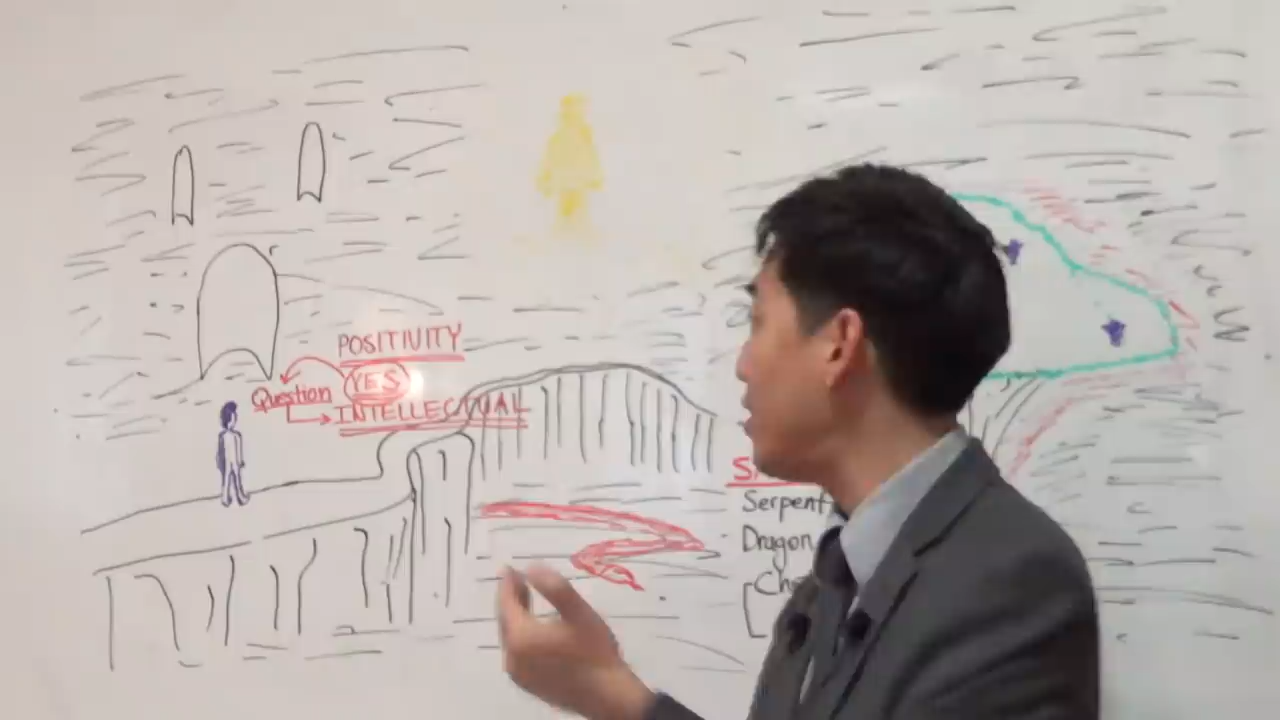 POSITIVITY
YES
Question
INTELLECTUAL
Serpent
Dragon